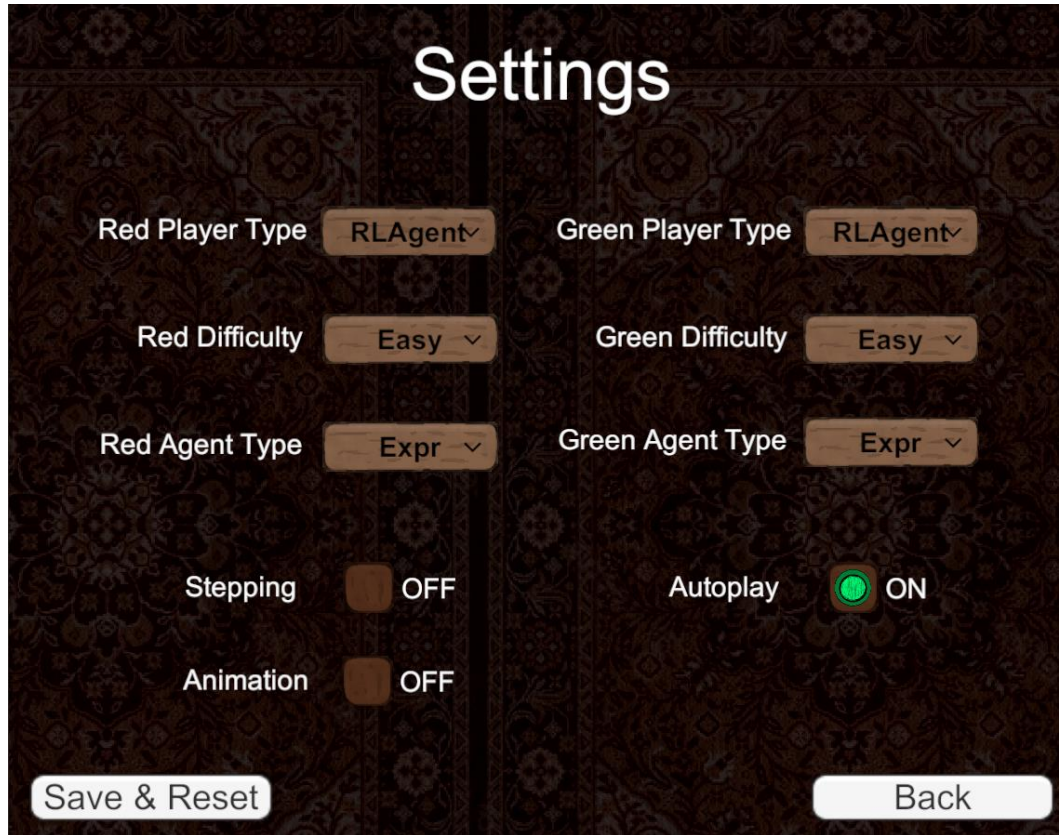 Settings
Red Player Type RLAgent Green Player Type RLAgent
Red Difficulty Easy Green Difficulty Easy
Red Agent Type Expr Green Agent Type Expr
Stepping OFF Autoplay ON
Animation OFF
Save & Reset Back